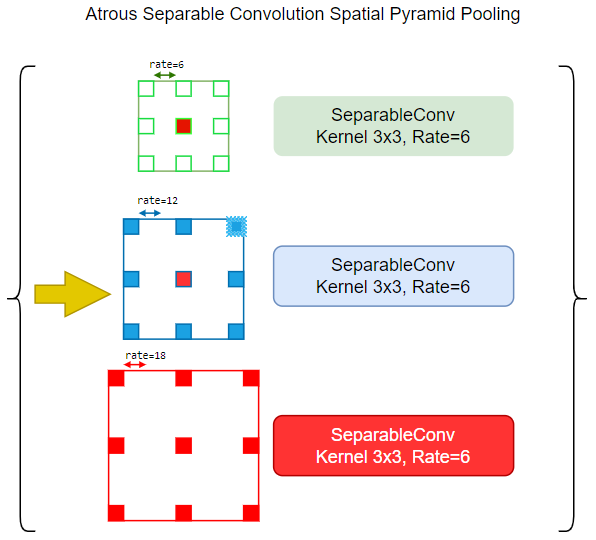 Atrous Separable Convolution Spatial Pyramid Pooling
rate=6
SeparableConv
Kernel 3x3, Rate=6
rate=12
SeparableConv
Kernel 3x3, Rate=6
rate=18
SeparableConv
Kernel 3x3, Rate=6